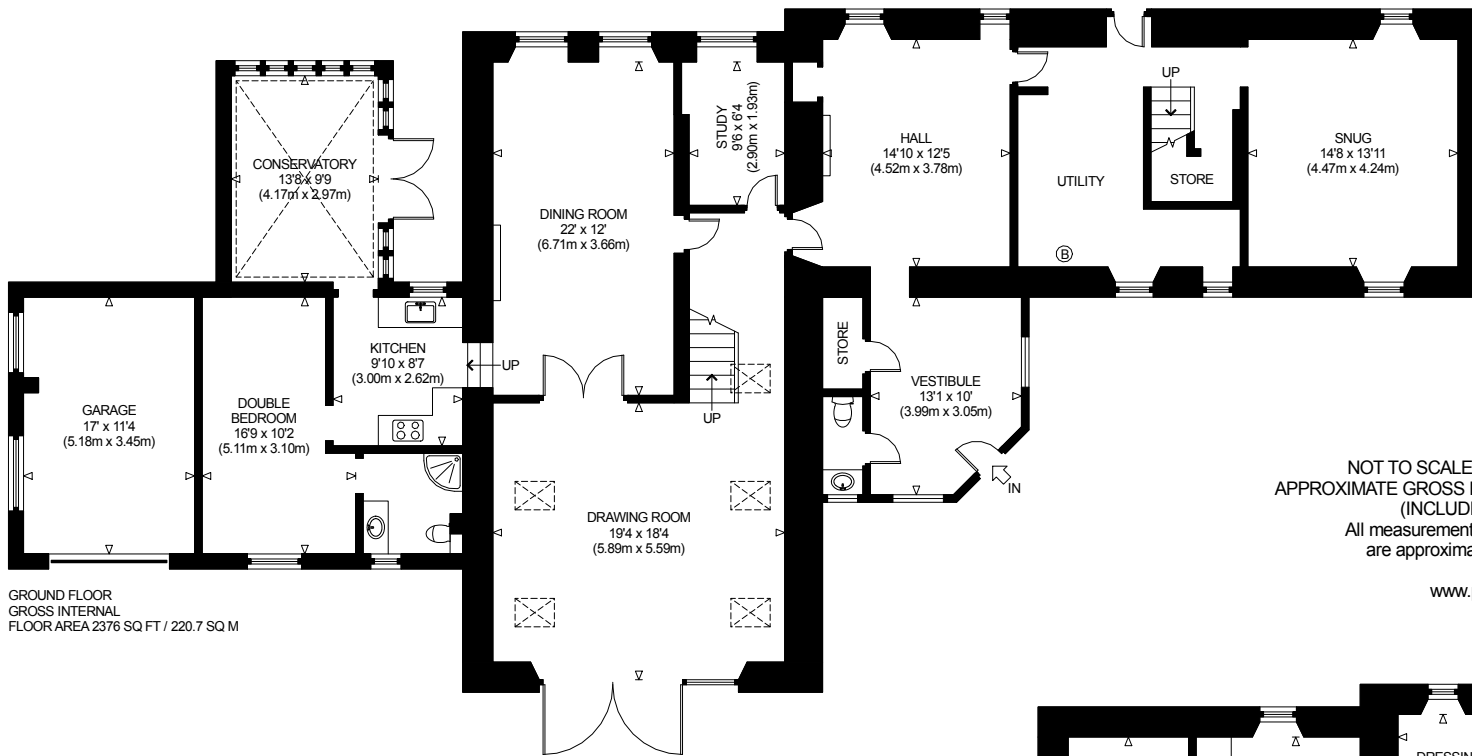 CONSERVATORY
13'8 x 9'9
(4.17m x 2.97m)
DINING ROOM
22' x 12'
(6.71m x 3.66m)
STUDY
9'6 x 6'4
(2.90m x 1.93m)
HALL
14'10 x 12'5
(4.52m x 3.78m)
UP
STORE
UTILITY
B
SNUG
14'8 x 13'11
(4.47m x 4.24m)
GARAGE
17' x 11'4
(5.18m x 3.45m)
DOUBLE
BEDROOM
16'9 x 10'2
(5.11m x 3.10m)
KITCHEN
9'10 x 8'7
(3.00m x 2.62m)
UP
UP
STORE
VESTIBULE
13'1 x 10'
(3.99m x 3.05m)
IN
DRAWING ROOM
19'4 x 18'4
(5.89m x 5.59m)
NOT TO SCALE
APPROXIMATE GROSS
(INCLUDI
All measurement
are approxima
www.
GROUND FLOOR
GROSS INTERNAL
FLOOR AREA 2376 SQ FT / 220.7 SQ M